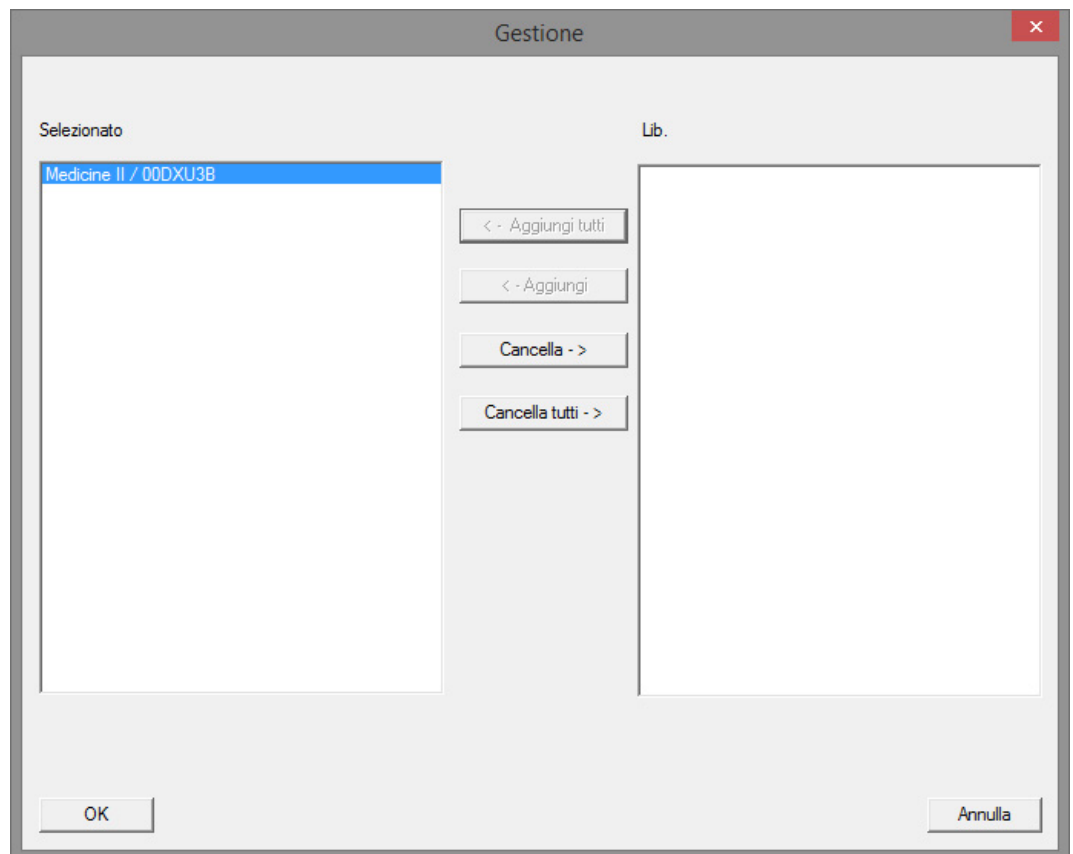 Gestione
Selezionato
Lib.
Medicine II / 00DXU3B
< - Aggiungi tutti
< - Aggiungi
Cancella - >
Cancella tutti - >
OK
Annulla